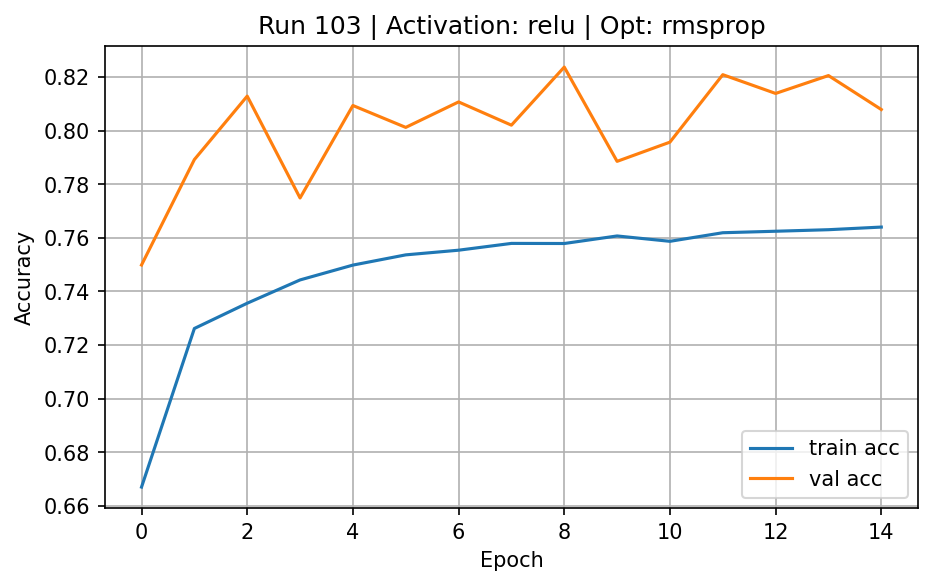 Run 103 | Activation: relu | Opt: rmsprop
0.82
0.80
0.78
0.76
0.74
0.72
0.70
0.68
0.66
Accuracy
train acc
val acc
0 2 4 6 8 10 12 14
Epoch